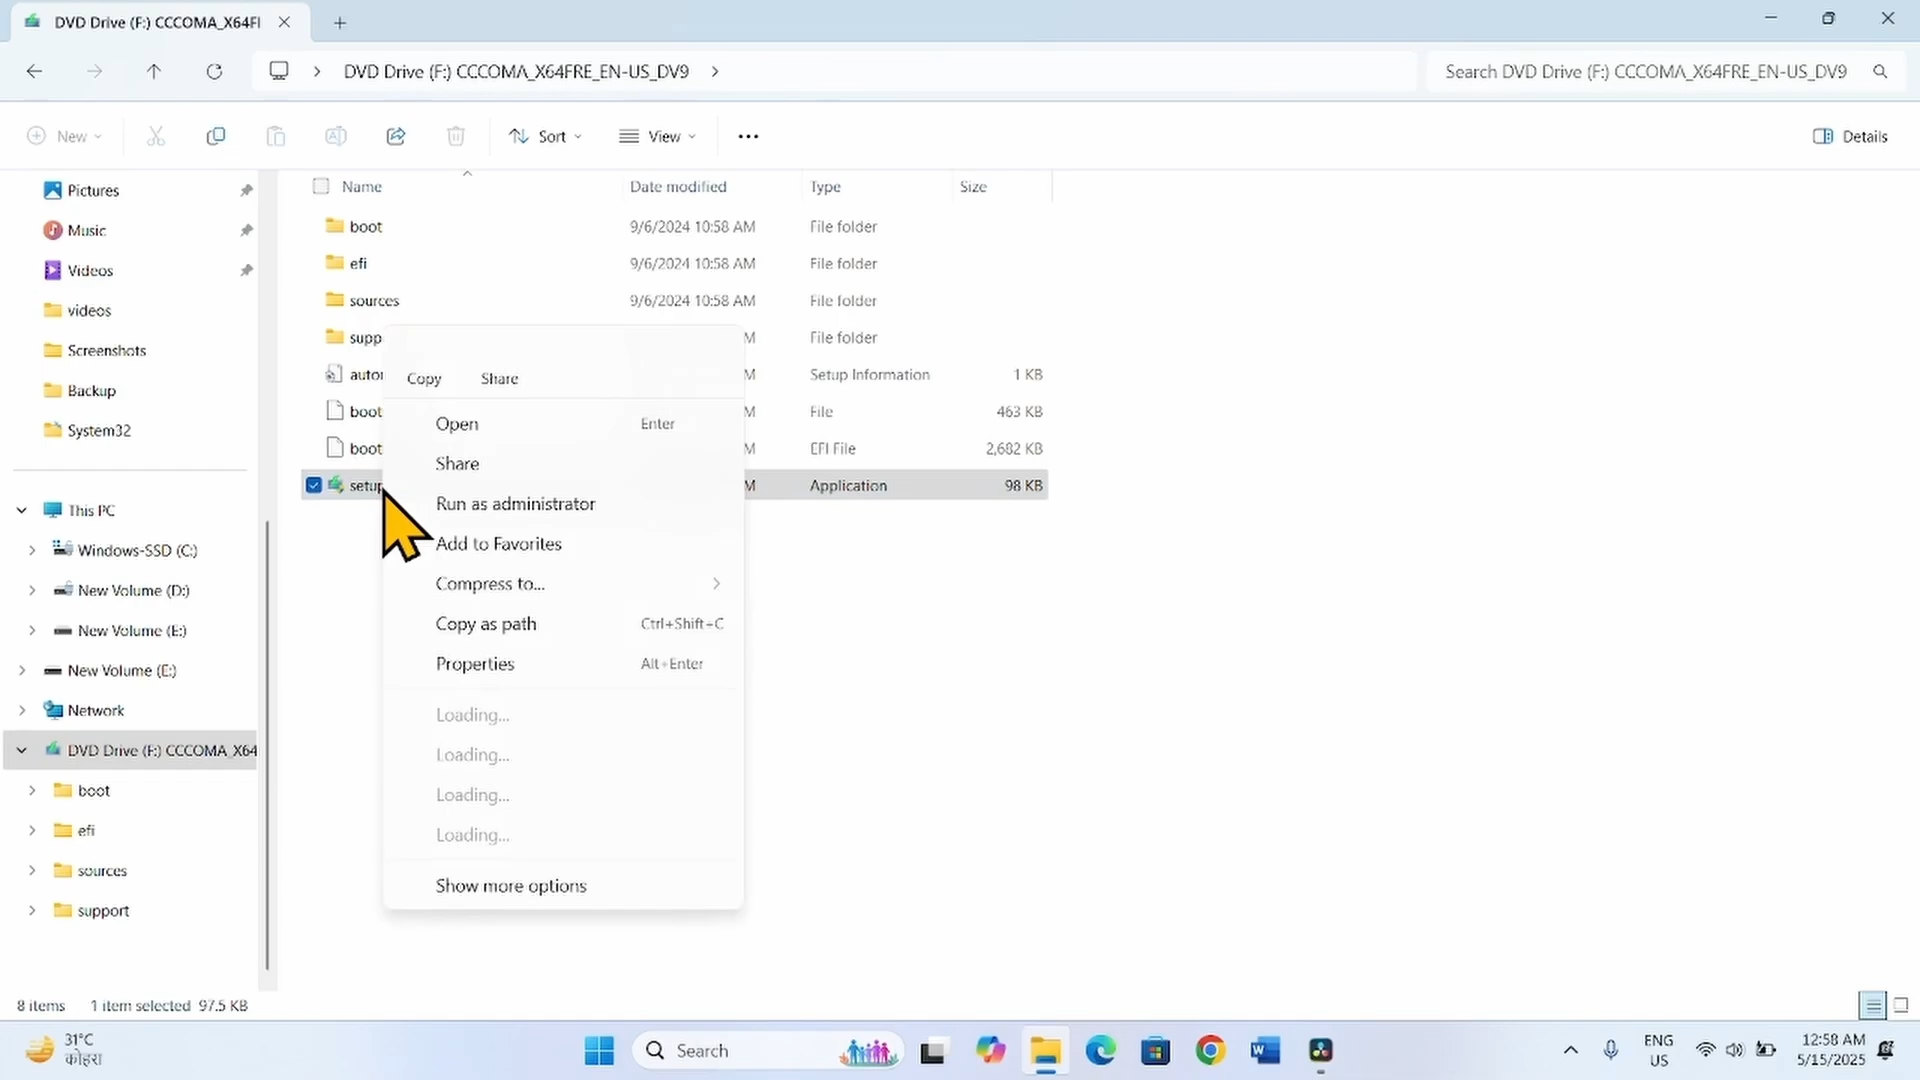 DVD Drive (F:) CCCOMA_X64FI
DVD Drive (F:) CCCOMA_X64FRE_EN-US_DV9
Search DVD Drive (F:) CCCOMA_X64FRE_EN-US_DV9
New
Sort
View
Details
Pictures
Music
Videos
videos
Screenshots
Backup
System32
This PC
Windows-SSD (C:)
New Volume (D:)
New Volume (E:)
New Volume (E:)
Network
DVD Drive (F:) CCCOMA_X64
boot
efi
sources
support
Name Date modified Type Size
boot 9/6/2024 10:58 AM File folder
efi 9/6/2024 10:58 AM File folder
sources 9/6/2024 10:58 AM File folder
supp M File folder
autor M Setup Information 1 KB
boot M File 463 KB
boot M EFI File 2,682 KB
setup M Application 98 KB
Copy Share
Open Enter
Share
Run as administrator
Add to Favorites
Compress to...
Copy as path Ctrl+Shift+C
Properties Alt+Enter
Loading...
Loading...
Loading...
Loading...
Show more options
8 items 1 item selected 97.5 KB
31°C
कोहरा
Search
ENG
US
12:58 AM
5/15/2025